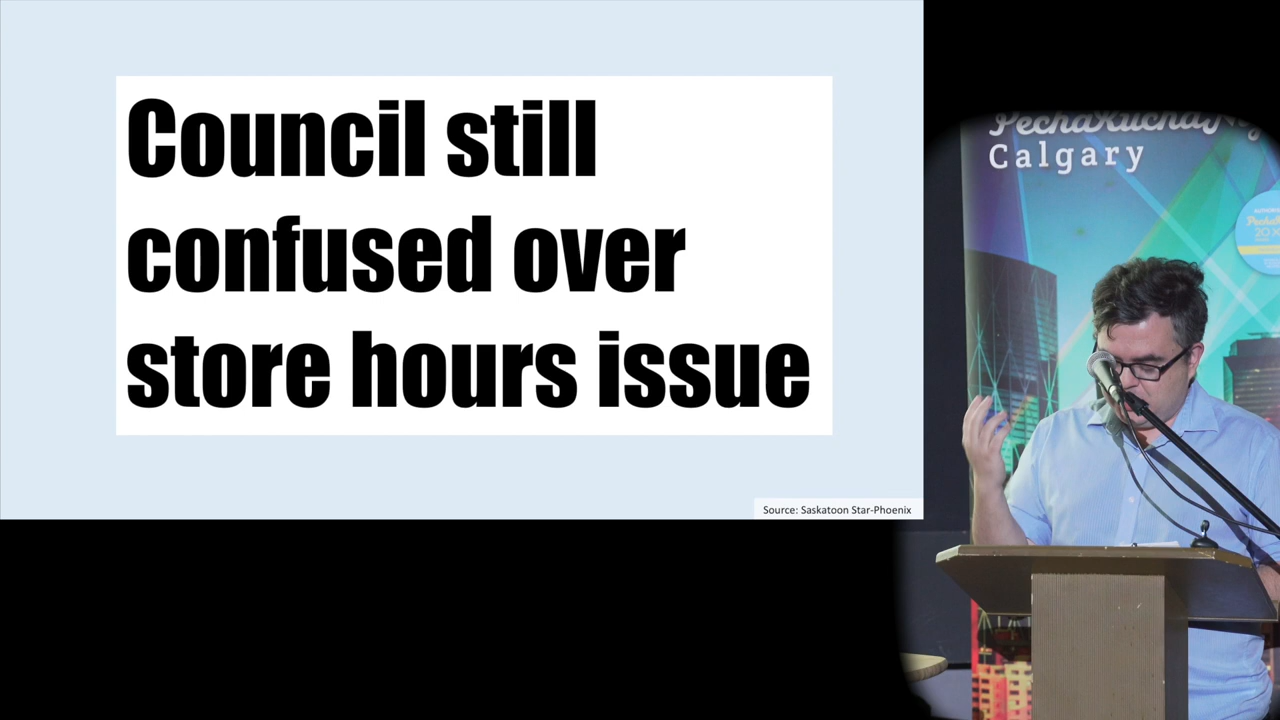 Council still
confused over
store hours issue
Source: Saskatoon Star-Phoenix
Calgary